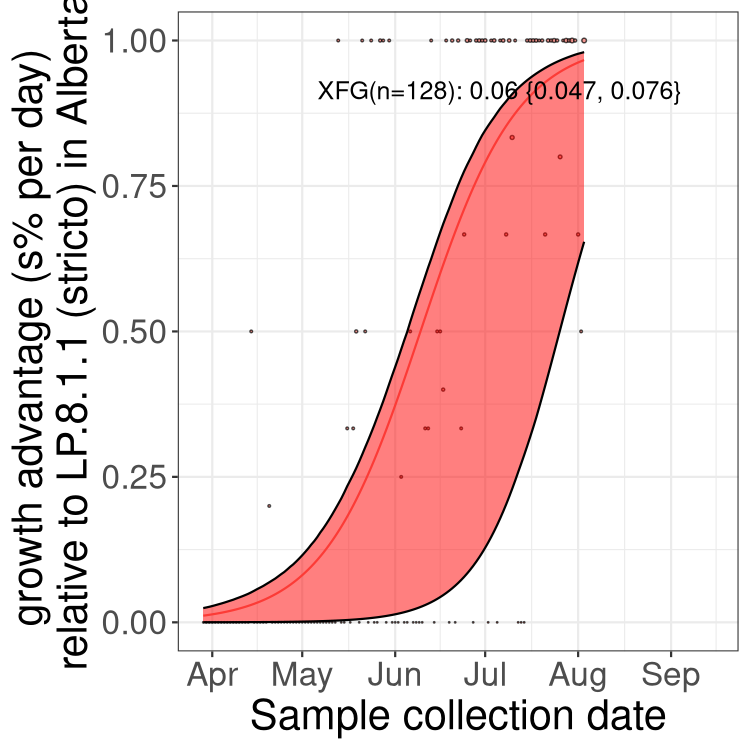 growth advantage (s% per day)
relative to LP.8.1.1 (stricto) in Alberta
1.00
0.75
0.50
0.25
0.00
XFG(n=128): 0.06 {0.047, 0.076}
Apr May Jun Jul Aug Sep
Sample collection date